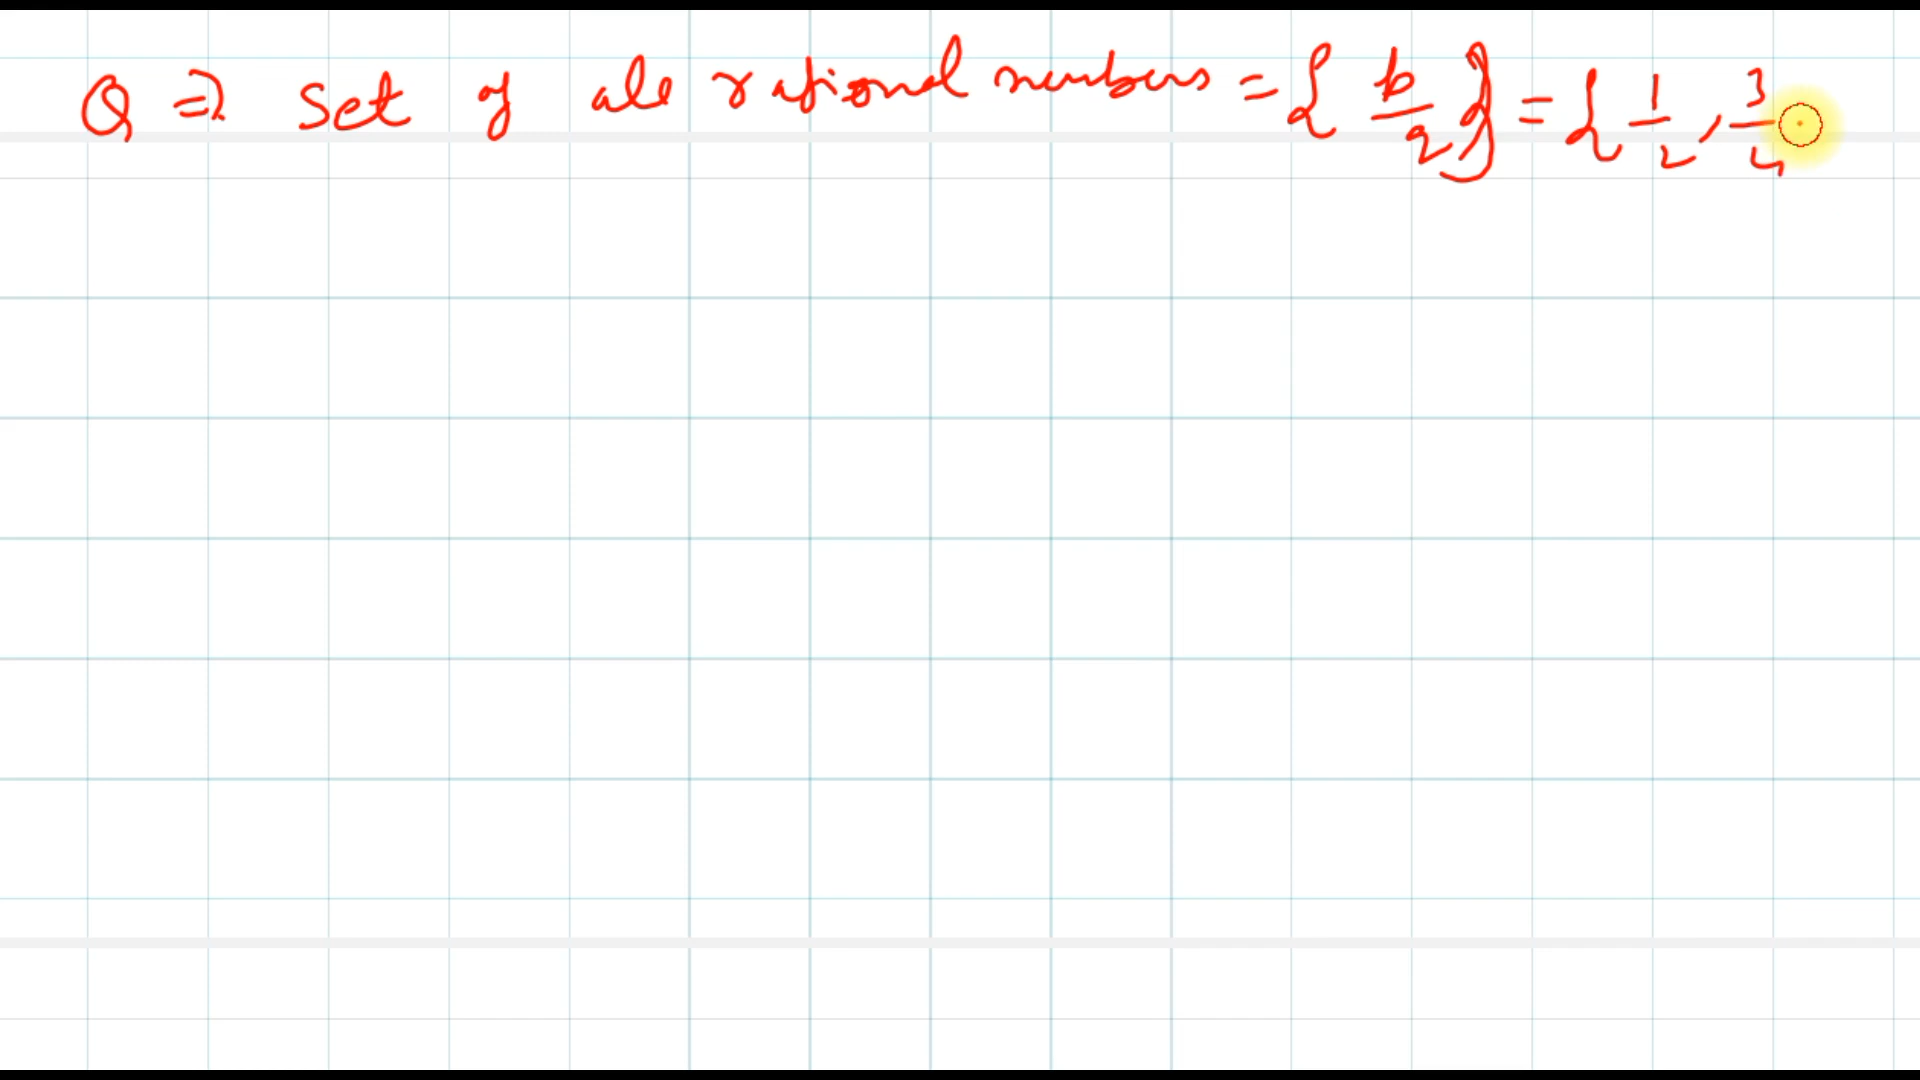 Q ⇒ Set of all rational numbers = { p/q } = { 1/2 , 3/4